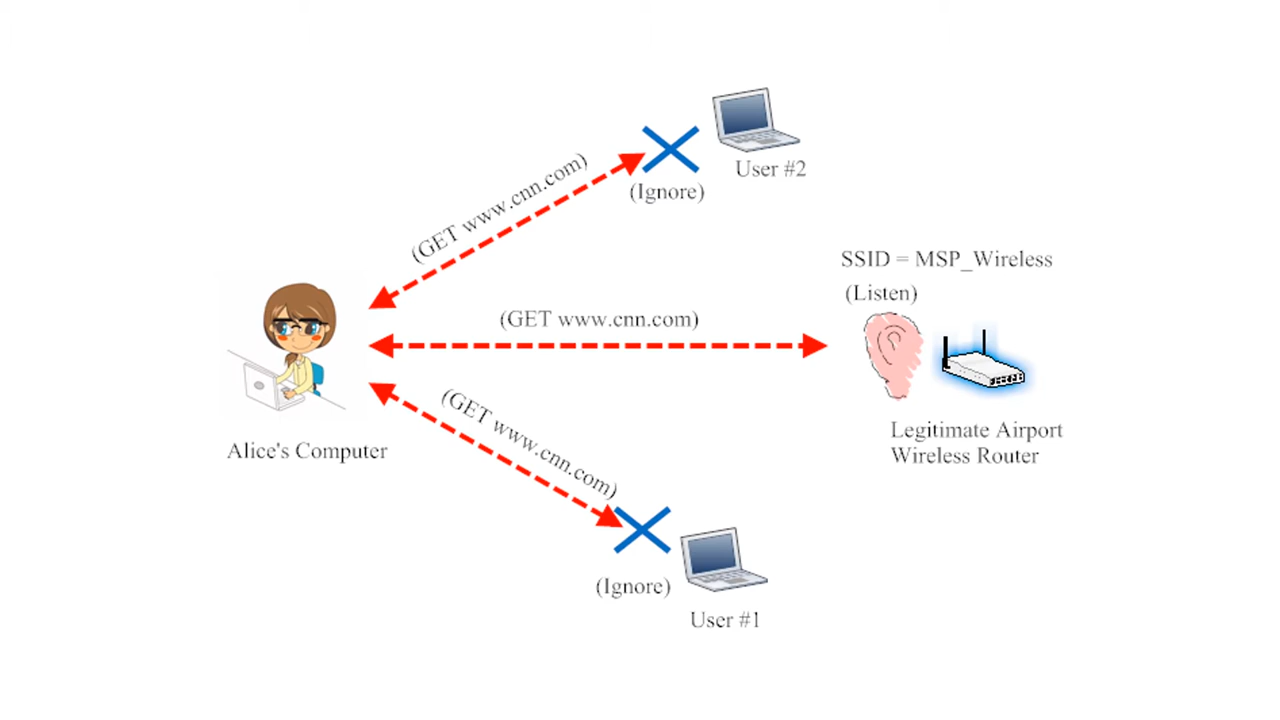 User #2
(GET www.cnn.com)
(Ignore)
SSID = MSP_Wireless
(Listen)
(GET www.cnn.com)
Alice's Computer
Legitimate Airport
Wireless Router
(GET www.cnn.com)
(Ignore)
User #1